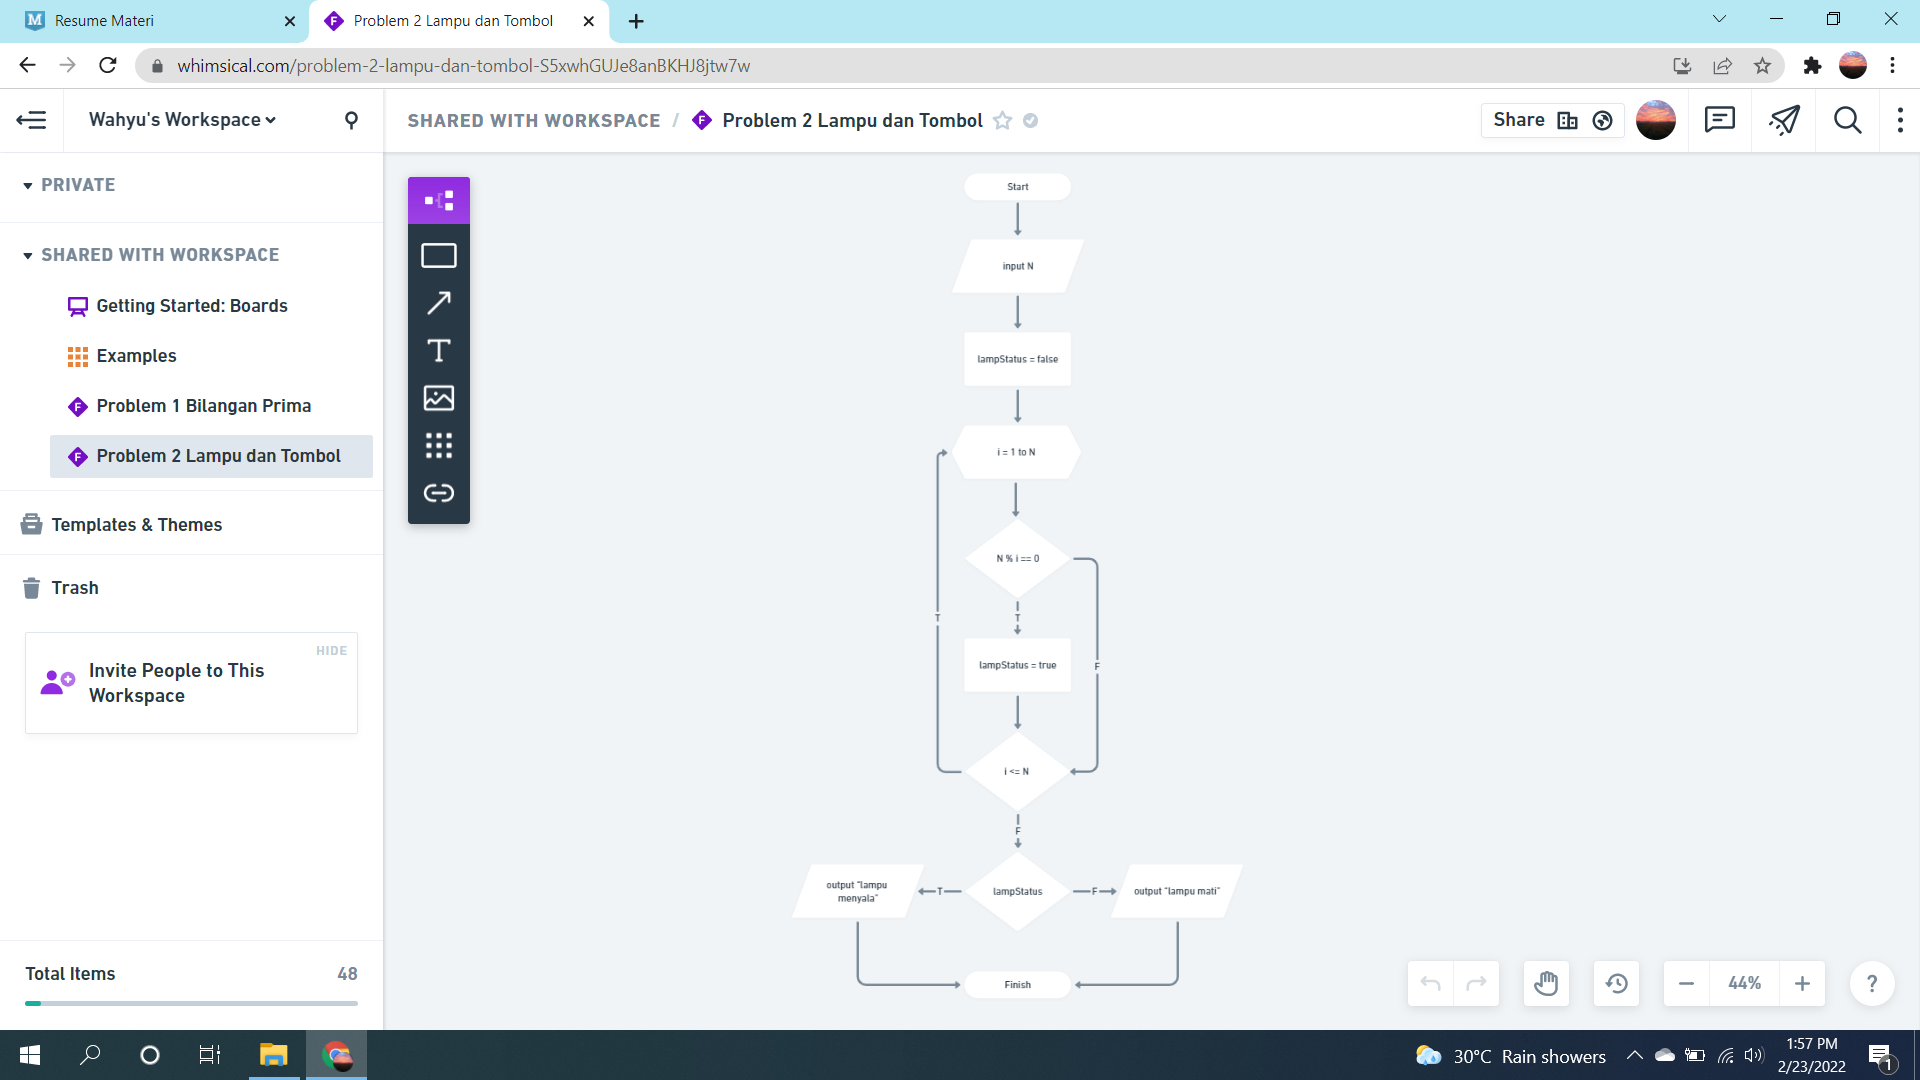 Resume Materi
Problem 2 Lampu dan Tombol
whimsical.com/problem-2-lampu-dan-tombol-S5xwhGUJe8anBKHJ8jtw7w
Wahyu's Workspace
SHARED WITH WORKSPACE / Problem 2 Lampu dan Tombol
Share
PRIVATE
SHARED WITH WORKSPACE
Getting Started: Boards
Examples
Problem 1 Bilangan Prima
Problem 2 Lampu dan Tombol
Templates & Themes
Trash
HIDE
Invite People to This
Workspace
Total Items
48
Start
input N
lampStatus = false
i = 1 to N
N % i == 0
T
T
lampStatus = true
F
i <= N
F
output "lampu
menyala"
T
lampStatus
F
output "lampu mati"
Finish
44%
?
30°C Rain showers
1:57 PM
2/23/2022
1